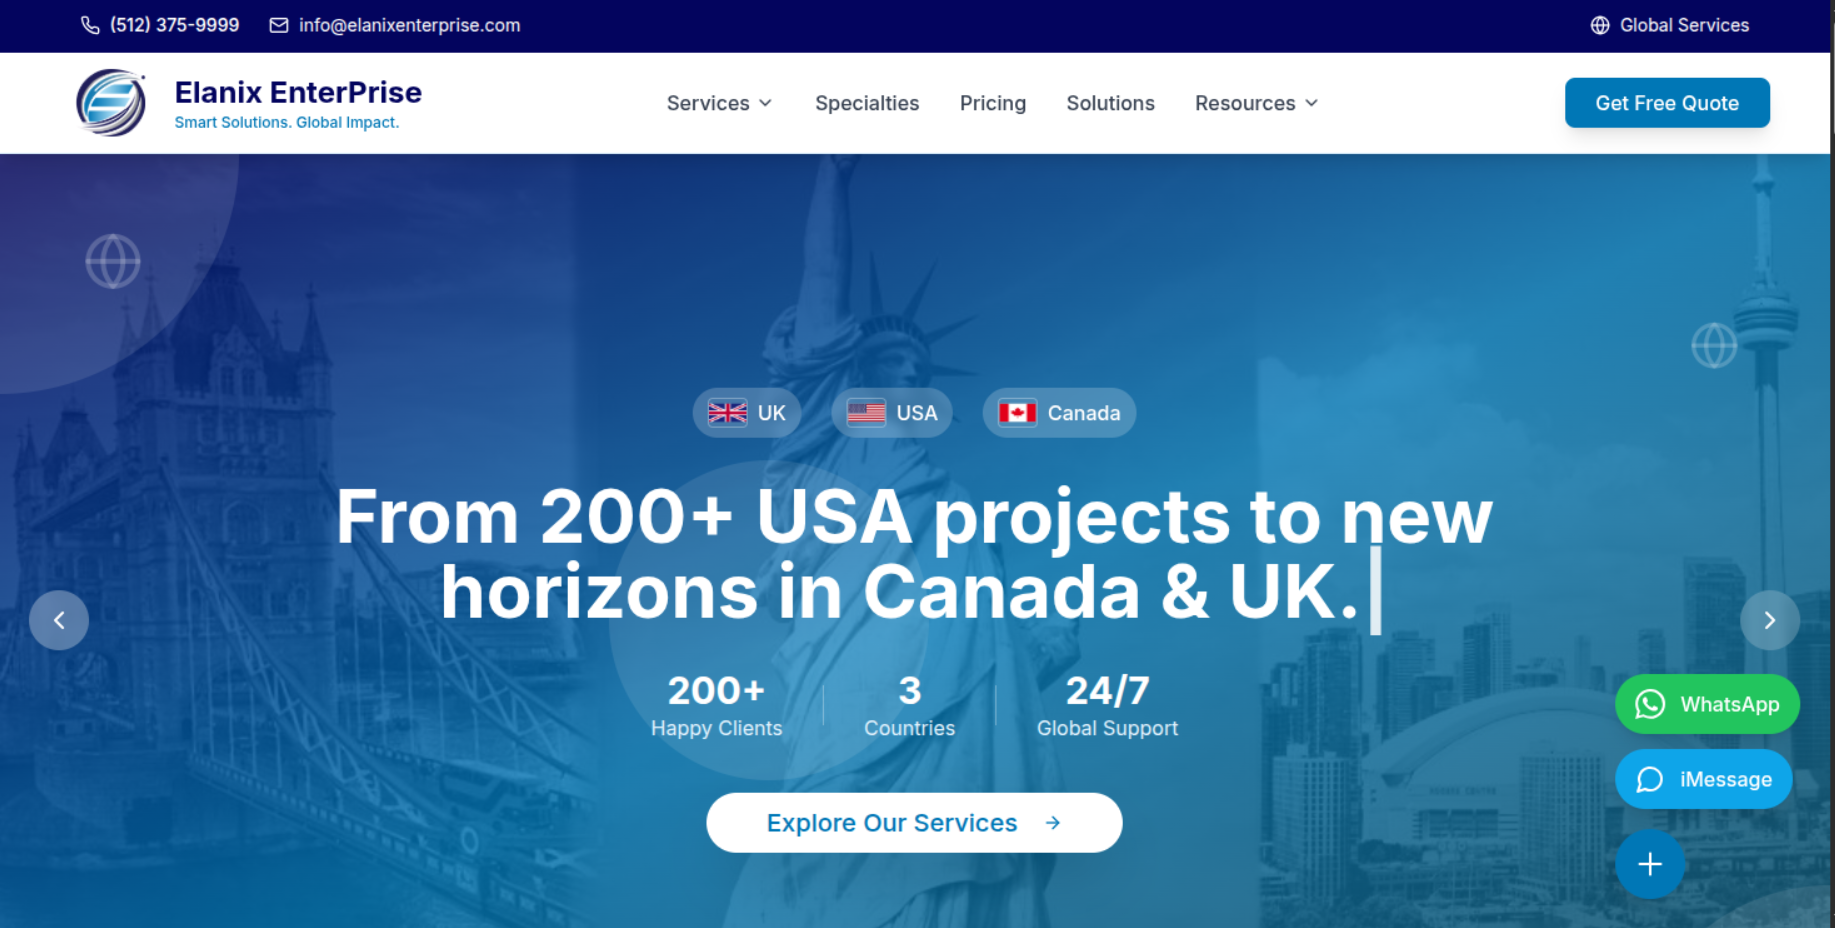 (512) 375-9999
info@elanixenterprise.com
Global Services
Elanix EnterPrise
Smart Solutions. Global Impact.
Services
Specialties
Pricing
Solutions
Resources
Get Free Quote
UK
USA
Canada
From 200+ USA projects to new
horizons in Canada & UK.
200+
Happy Clients
3
Countries
24/7
Global Support
WhatsApp
iMessage
Explore Our Services